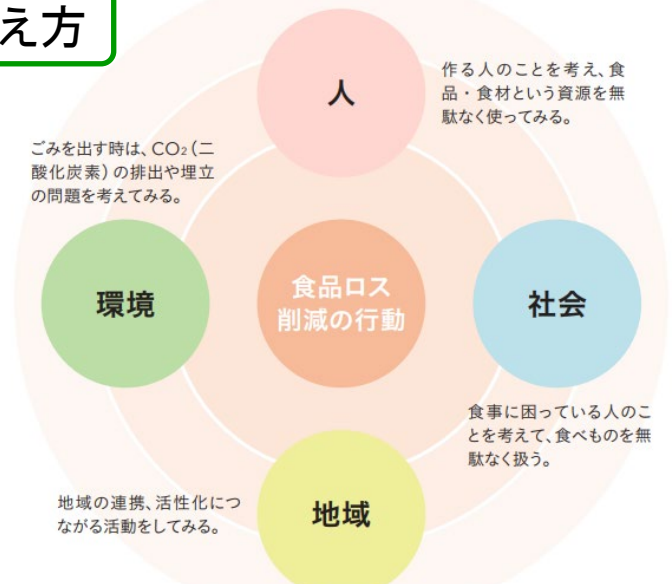 え方
人
作る人のことを考え、食
品・食材という資源を無
駄なく使ってみる。
ごみを出す時は、CO₂(二
酸化炭素)の排出や埋立
の問題を考えてみる。
環境
食品ロス
削減の行動
社会
食事に困っている人のこ
とを考えて、食べものを無
駄なく扱う。
地域の連携、活性化につ
ながる活動をしてみる。
地域